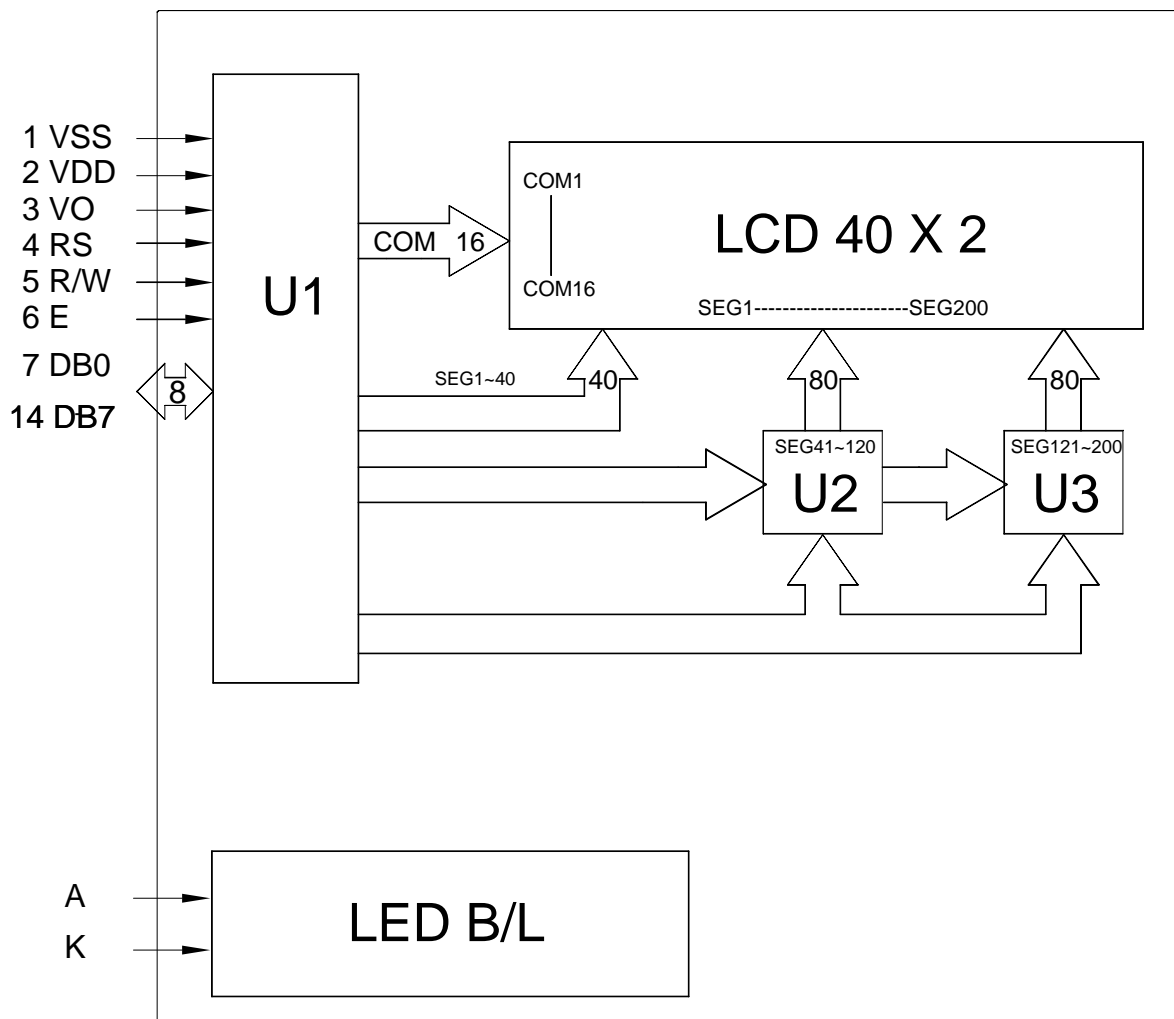 1 VSS
2 VDD
3 VO
4 RS
5 R/W
6 E
7 DB0
14 DB7
8
U1
COM 16
COM1
COM16
LCD 40 X 2
SEG1----------------------SEG200
SEG1~40
40
80
80
SEG41~120
U2
SEG121~200
U3
A
K
LED B/L